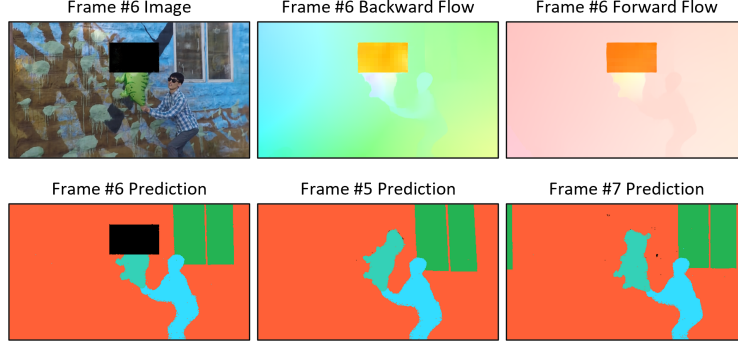 Frame #6 Image
Frame #6 Backward Flow
Frame #6 Forward Flow
Frame #6 Prediction
Frame #5 Prediction
Frame #7 Prediction